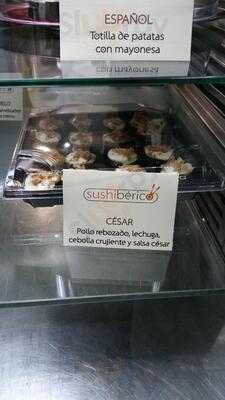 ESPAÑOL
Totilla de patatas
con mayonesa
sushibérico
CÉSAR
Pollo rebozado, lechuga,
cebolla crujiente y salsa césar